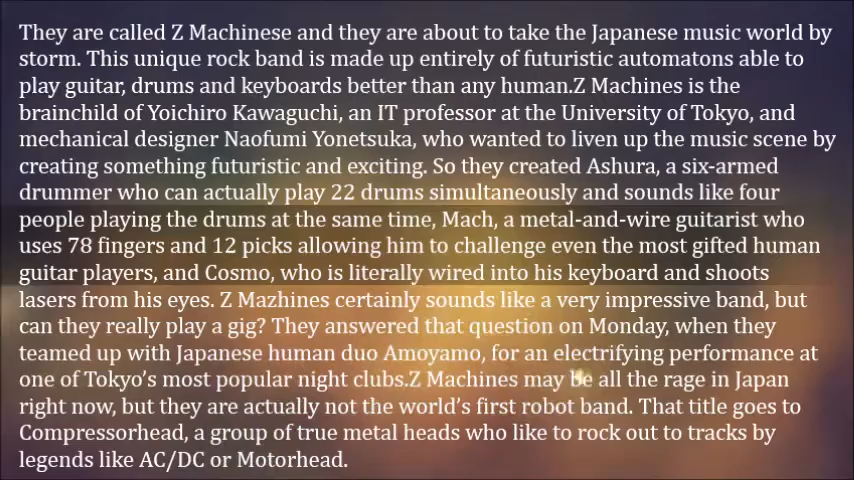 They are called Z Machinese and they are about to take the Japanese music world by
storm. This unique rock band is made up entirely of futuristic automatons able to
play guitar, drums and keyboards better than any human.Z Machines is the
brainchild of Yoichiro Kawaguchi, an IT professor at the University of Tokyo, and
mechanical designer Naofumi Yonetsuka, who wanted to liven up the music scene by
creating something futuristic and exciting. So they created Ashura, a six-armed
drummer who can actually play 22 drums simultaneously and sounds like four
people playing the drums at the same time, Mach, a metal-and-wire guitarist who
uses 78 fingers and 12 picks allowing him to challenge even the most gifted human
guitar players, and Cosmo, who is literally wired into his keyboard and shoots
lasers from his eyes. Z Mazhines certainly sounds like a very impressive band, but
can they really play a gig? They answered that question on Monday, when they
teamed up with Japanese human duo Amoyamo, for an electrifying performance at
one of Tokyo’s most popular night clubs.Z Machines may be all the rage in Japan
right now, but they are actually not the world’s first robot band. That title goes to
Compressorhead, a group of true metal heads who like to rock out to tracks by
legends like AC/DC or Motorhead.